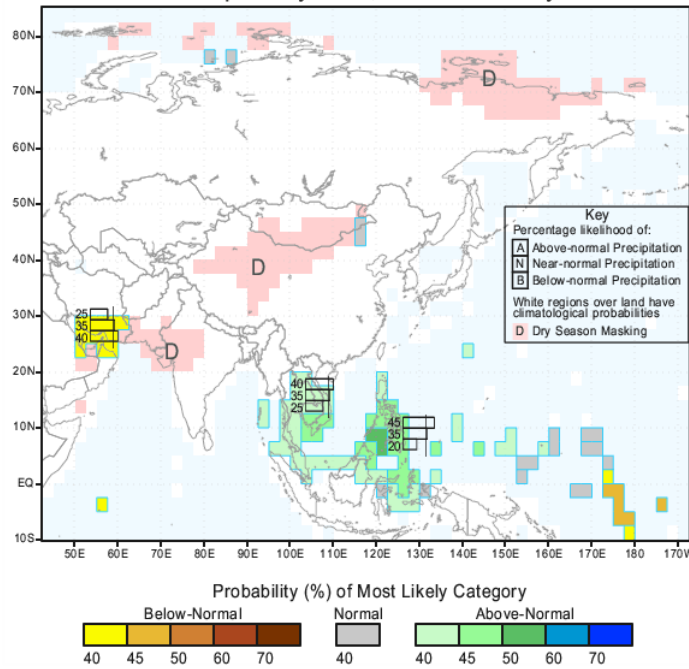 80N
70N
60N
50N
40N
30N
20N
10N
EQ
10S
D
D
D
25
35
40
40
35
25
45
35
20
Key
Percentage likelihood of:
A Above-normal Precipitation
N Near-normal Precipitation
B Below-normal Precipitation
White regions over land have
climatological probabilities
D Dry Season Masking
50E 60E 70E 80E 90E 100E 110E 120E 130E 140E 150E 160E 170E 180 170W
Probability (%) of Most Likely Category
Below-Normal Normal Above-Normal
40 45 50 60 70 40 40 45 50 60 70